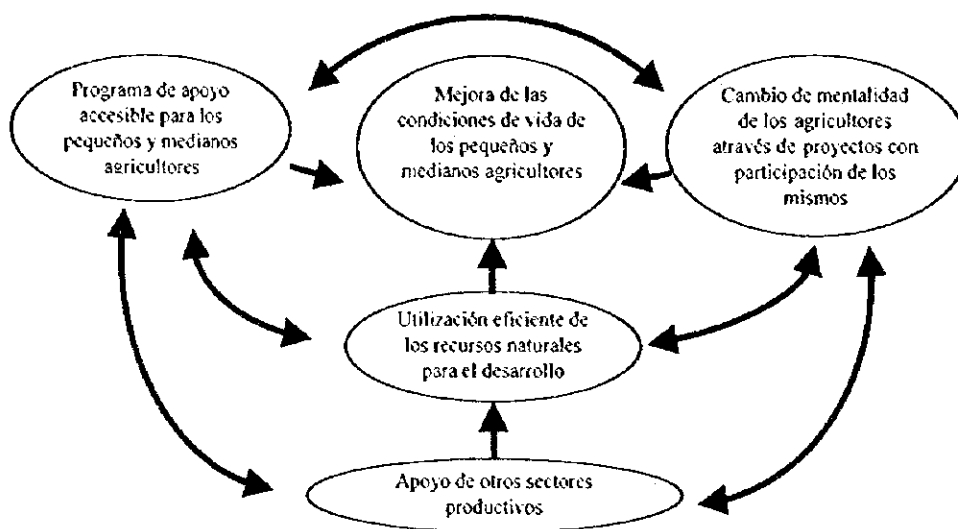 Programa de apoyo
accesible para los
pequeños y medianos
agricultores
Mejora de las
condiciones de vida de
los pequeños y
medianos agricultores
Cambio de mentalidad
de los agricultores
através de proyectos con
participación de los
mismos
Utilización eficiente de
los recursos naturales
para el desarrollo
Apoyo de otros sectores
productivos